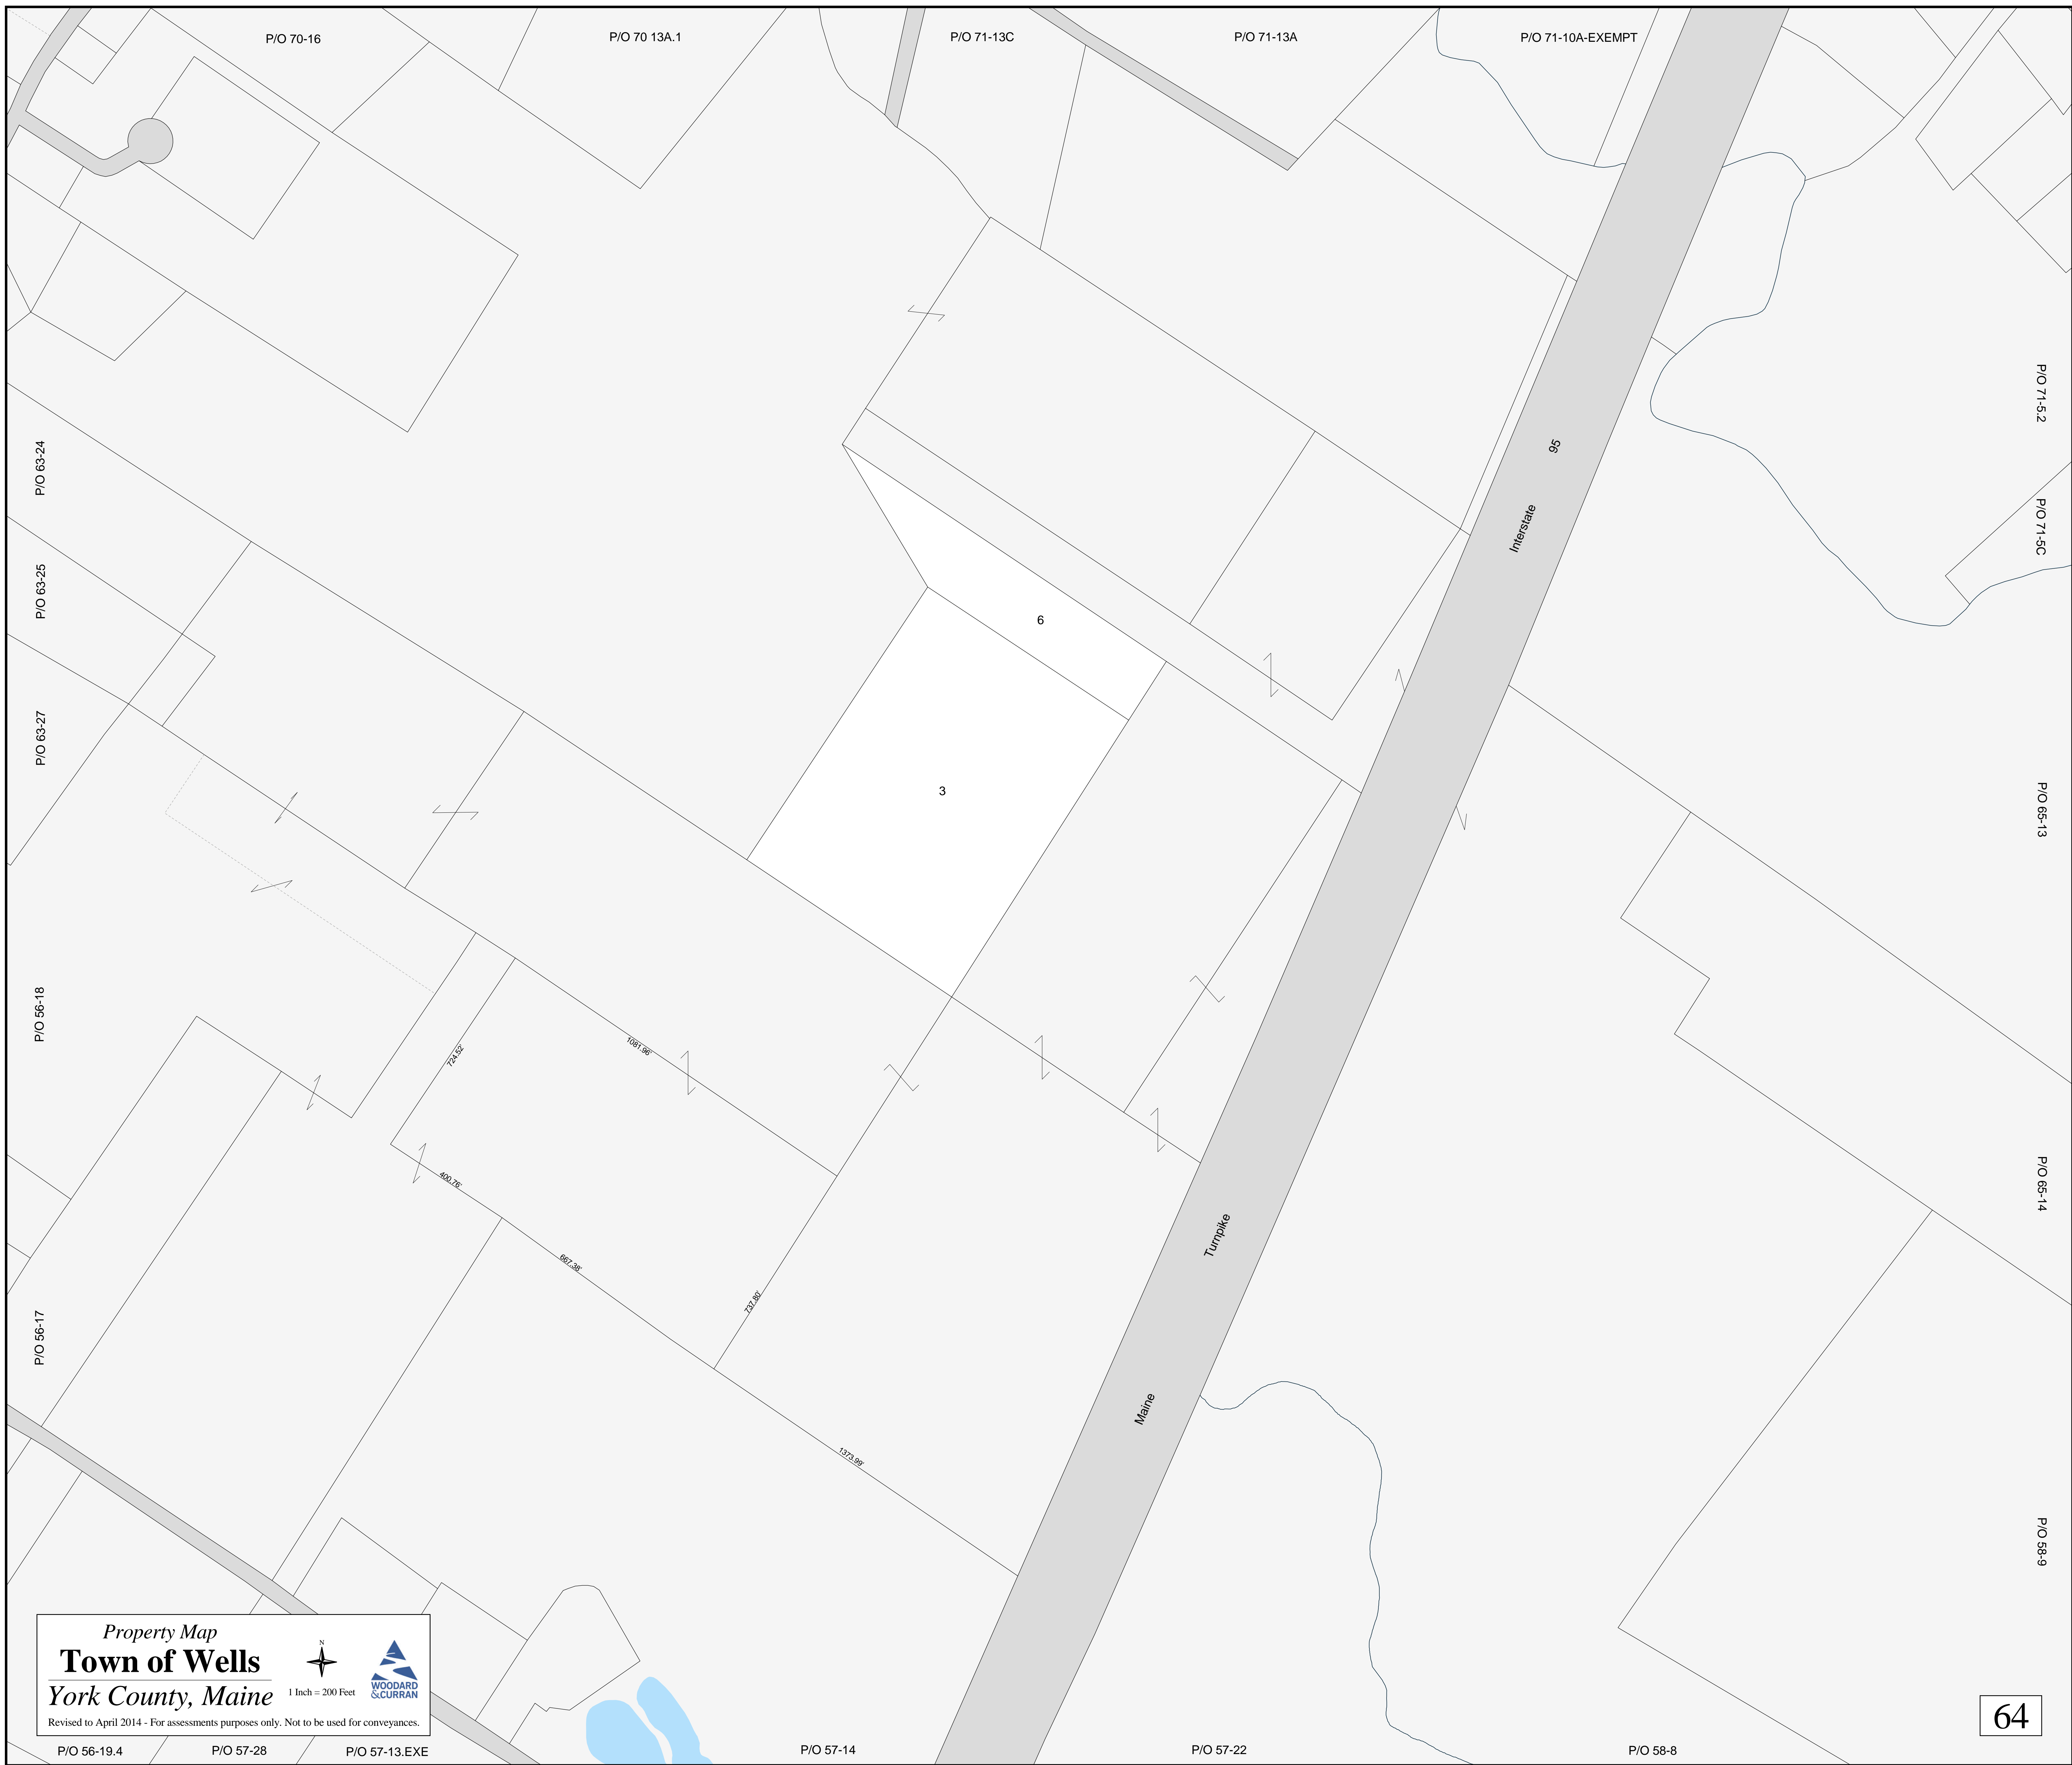 P/O 70-16
P/O 70 13A.1
P/O 71-13C
P/O 71-13A
P/O 71-10A-EXEMPT
P/O 71-5.2
95
P/O 63-24
P/O 71-5C
Interstate
P/O 63-25
6
P/O 63-27
3
P/O 65-13
P/O 56-18
724.52'
1081.96'
400.76'
P/O 65-14
Turnpike
667.38'
737.80'
P/O 56-17
Maine
1373.99'
P/O 58-9
Property Map
Town of Wells
York County, Maine
N
1 Inch = 200 Feet
WOODARD
&CURRAN
Revised to April 2014 - For assessments purposes only. Not to be used for conveyances.
64
P/O 56-19.4
P/O 57-28
P/O 57-13.EXE
P/O 57-14
P/O 57-22
P/O 58-8